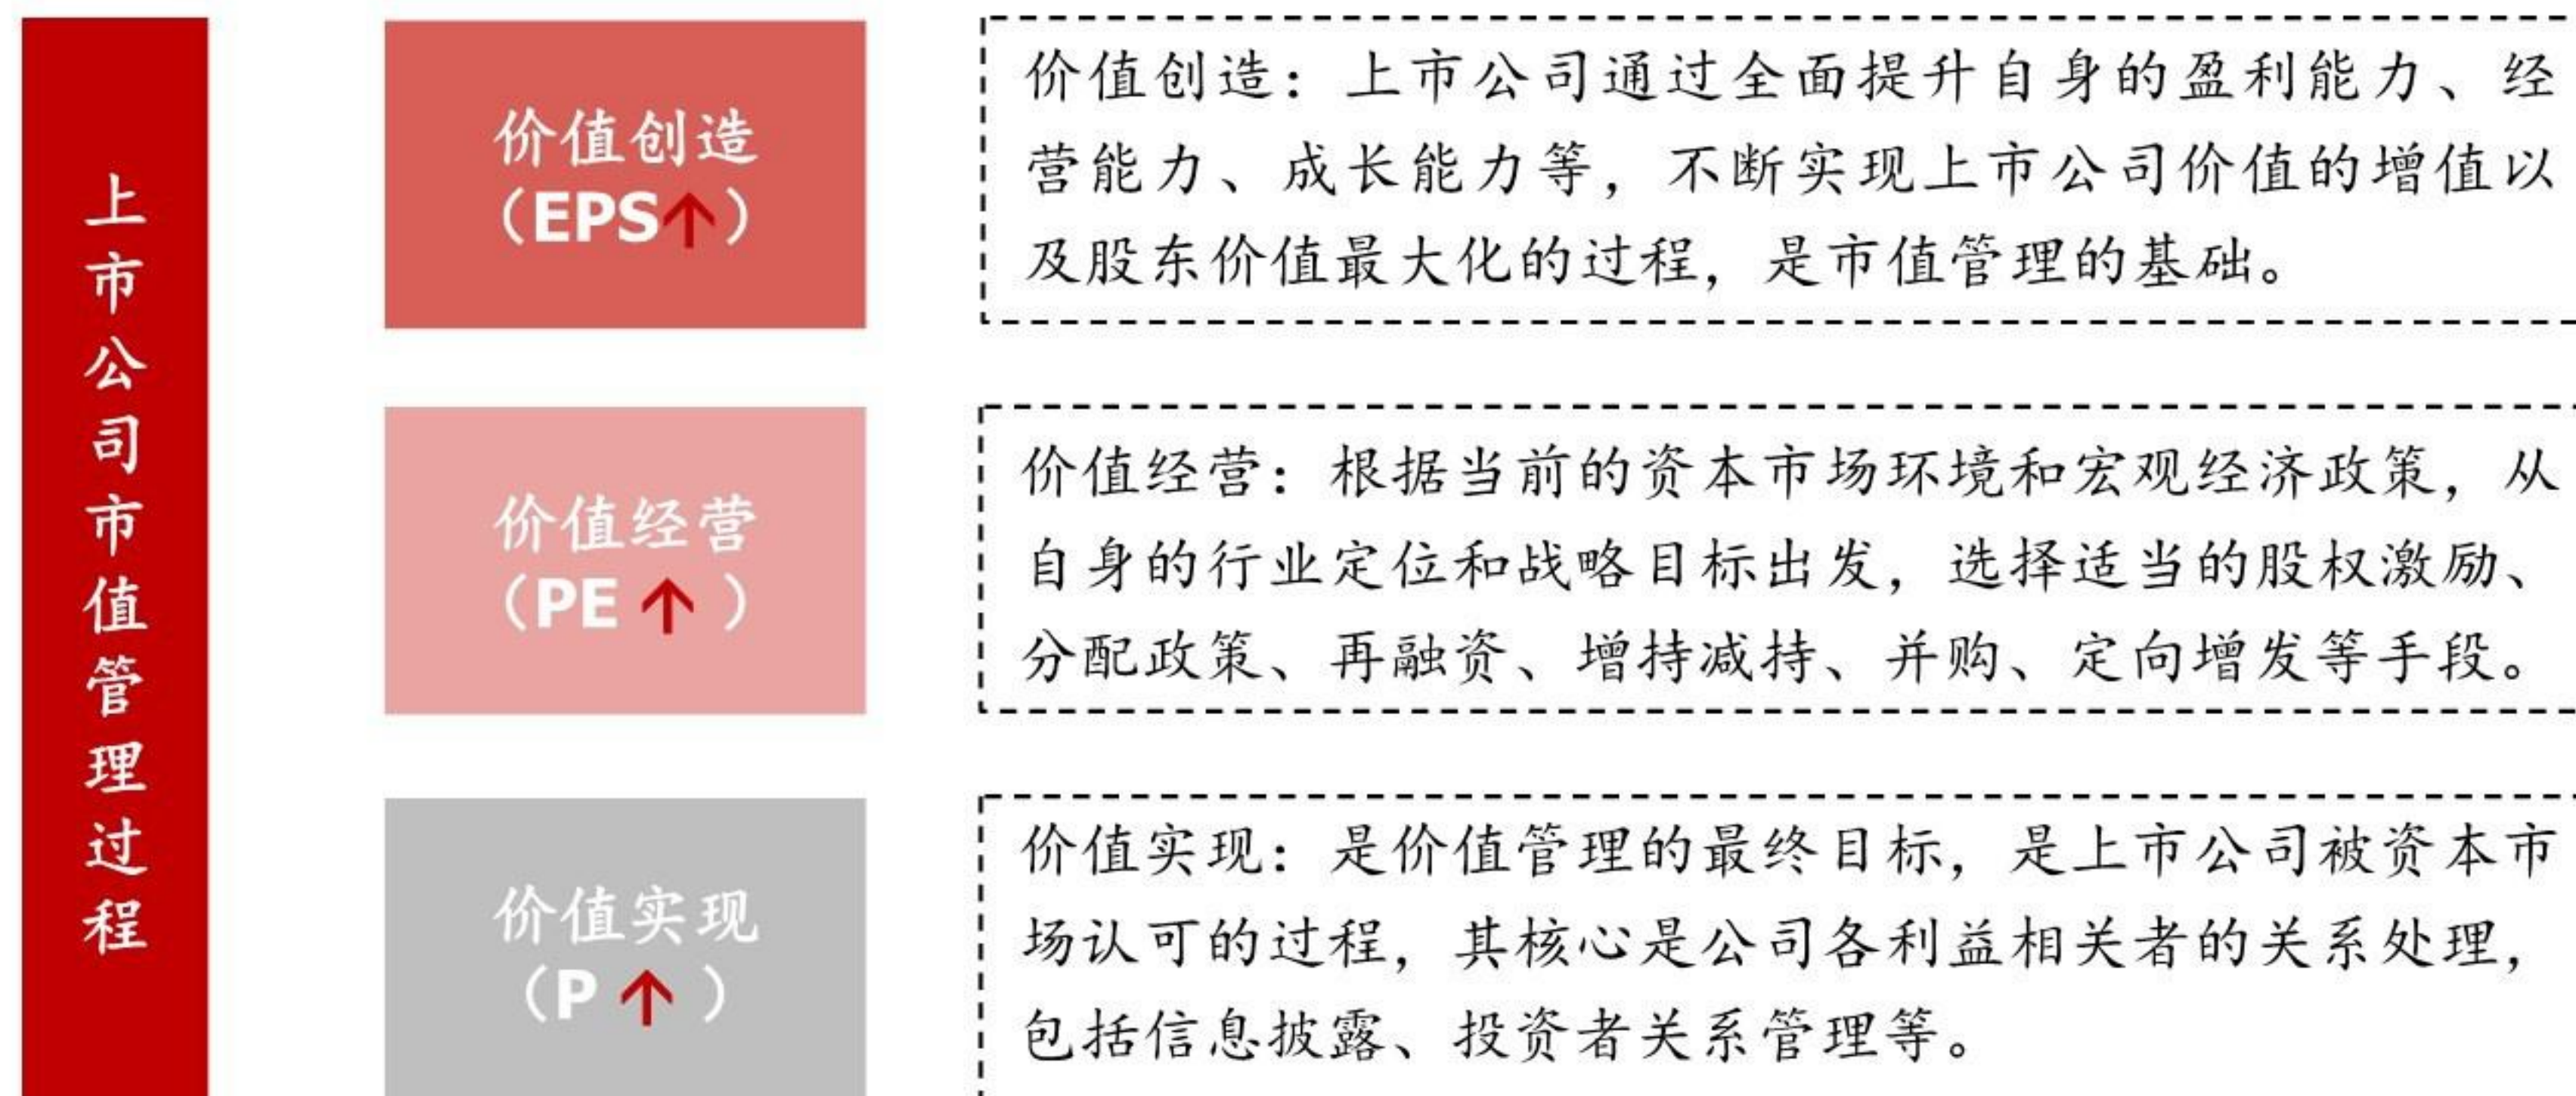 上市公司市值管理过程
价值创造
（EPS↑）
价值创造：上市公司通过全面提升自身的盈利能力、经
营能力、成长能力等，不断实现上市公司价值的增值以
及股东价值最大化的过程，是市值管理的基础。
价值经营
（PE ↑ ）
价值经营：根据当前的资本市场环境和宏观经济政策，从
自身的行业定位和战略目标出发，选择适当的股权激励、
分配政策、再融资、增持减持、并购、定向增发等手段。
价值实现
（P ↑ ）
价值实现：是价值管理的最终目标，是上市公司被资本市
场认可的过程，其核心是公司各利益相关者的关系处理，
包括信息披露、投资者关系管理等。